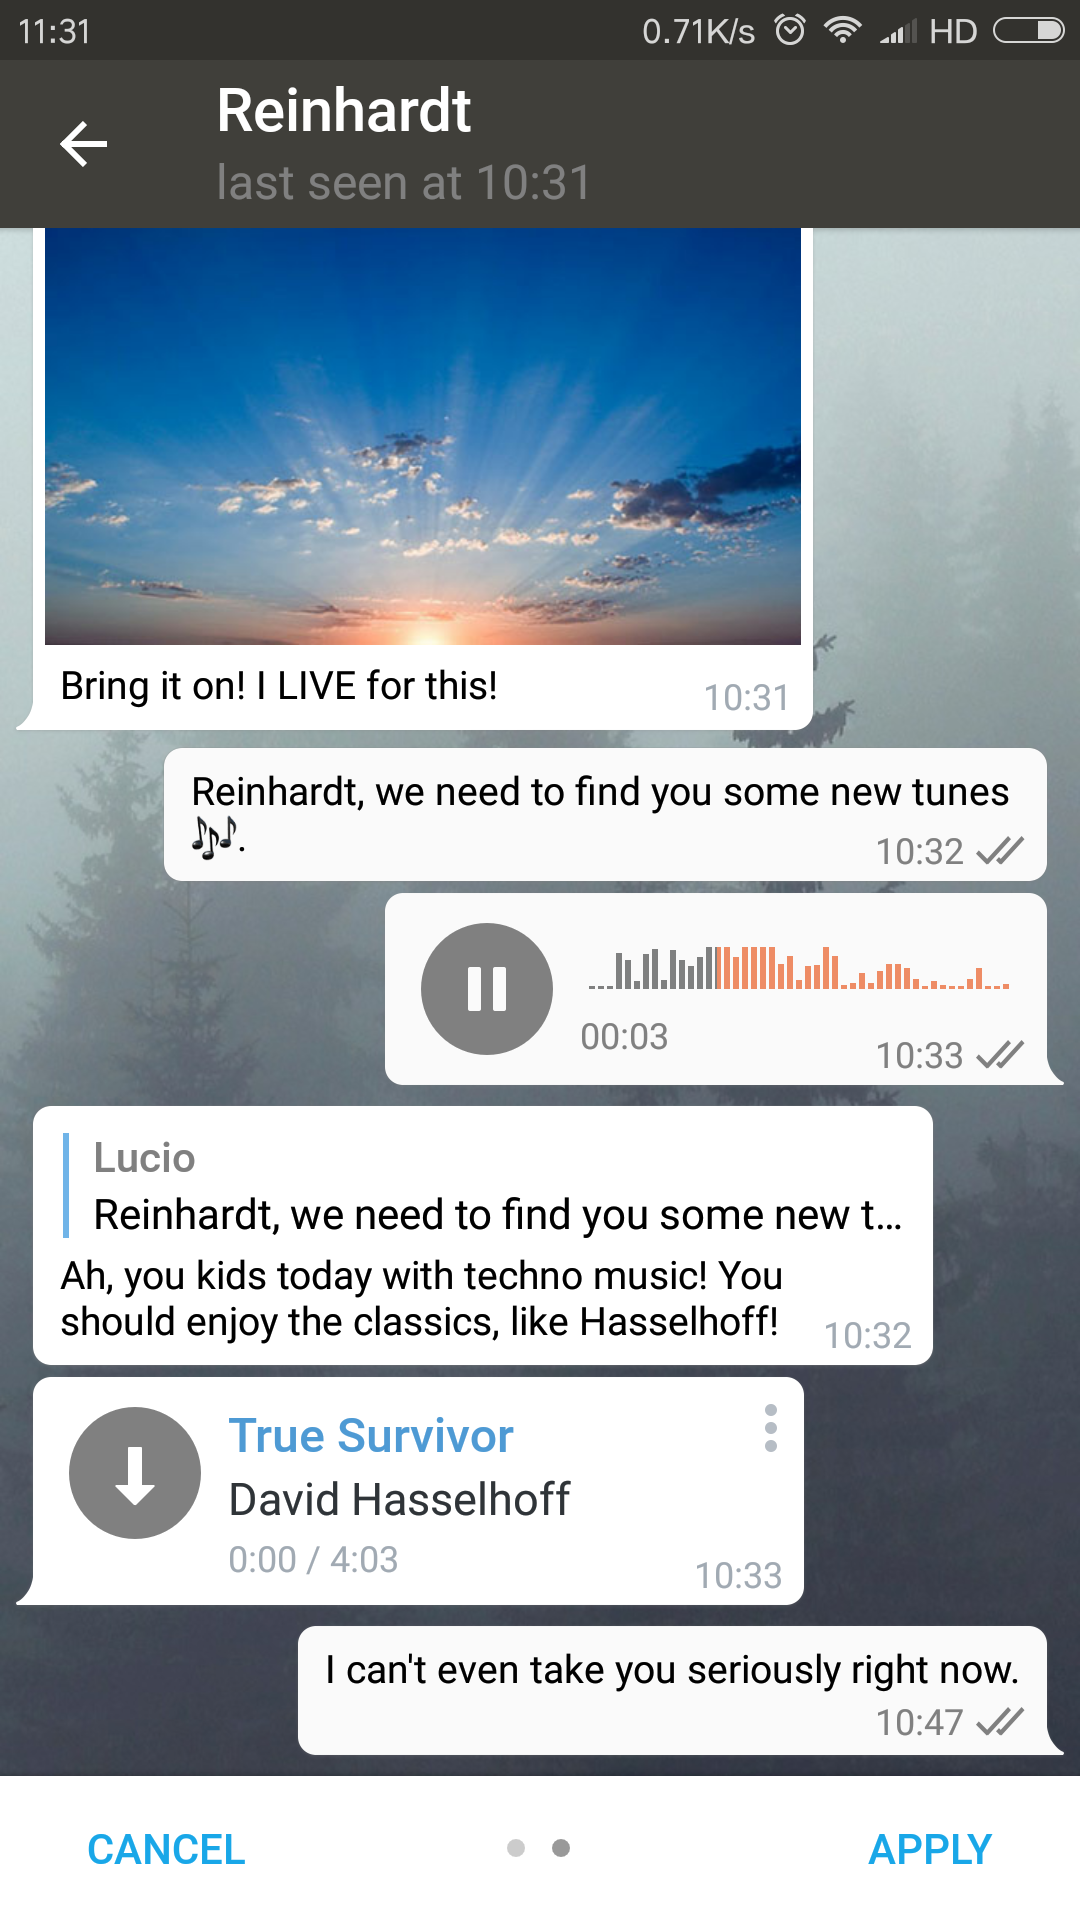 11:31
0.71K/s HD
Reinhardt
last seen at 10:31
Bring it on! I LIVE for this!
10:31
Reinhardt, we need to find you some new tunes
🎶.
10:32
00:03
10:33
Lucio
Reinhardt, we need to find you some new t...
Ah, you kids today with techno music! You
should enjoy the classics, like Hasselhoff!
10:32
True Survivor
David Hasselhoff
0:00 / 4:03
10:33
I can't even take you seriously right now.
10:47
CANCEL
APPLY